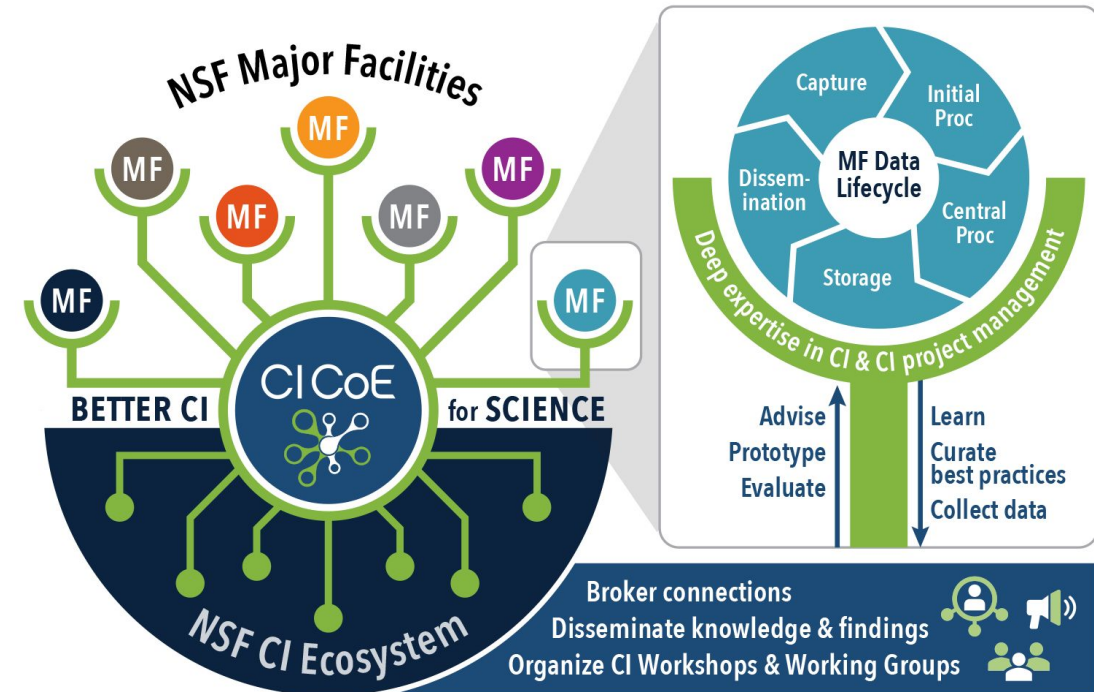 NSF Major Facilities
MF
MF
MF
MF
MF
MF
MF
CI CoE
BETTER CI
for SCIENCE
NSF CI Ecosystem
Capture
Initial
Proc
Central
Proc
Storage
Dissem-
ination
MF Data
Lifecycle
Deep expertise in CI & CI project management
Advise
Prototype
Evaluate
Learn
Curate
best practices
Collect data
Broker connections
Disseminate knowledge & findings
Organize CI Workshops & Working Groups